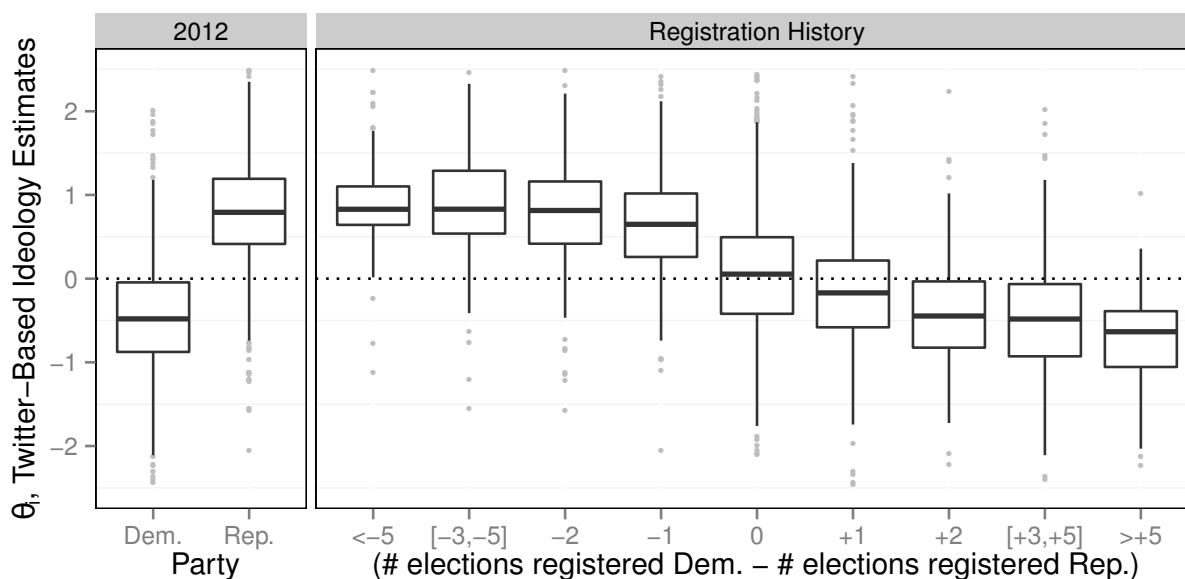 2012
Registration History
θi, Twitter−Based Ideology Estimates
2
1
0
−1
−2
Dem. Rep.
<−5 [−3,−5] −2 −1 0 +1 +2 [+3,+5] >+5
Party
(# elections registered Dem. − # elections registered Rep.)